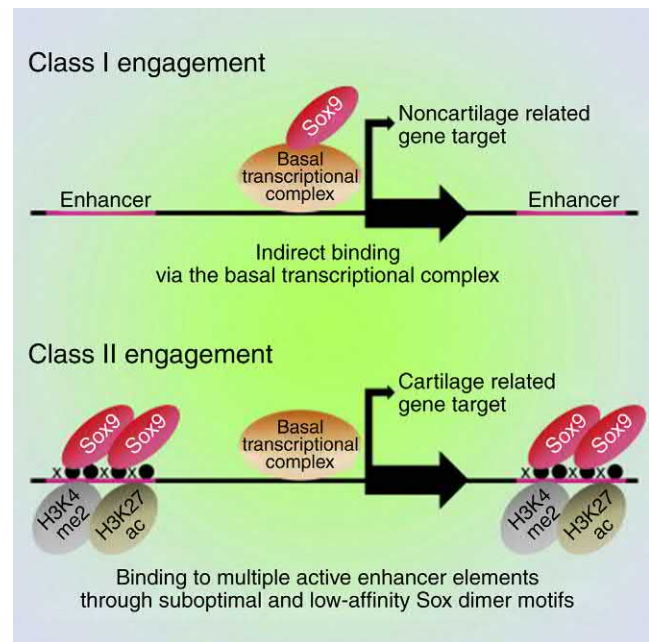 Class I engagement
Sox9
Basal
transcriptional
complex
Noncartilage related
gene target
Enhancer
Enhancer
Indirect binding
via the basal transcriptional complex
Class II engagement
Cartilage related
gene target
Sox9
Sox9
Basal
transcriptional
complex
Sox9
Sox9
x
x
x
x
x
x
H3K4
me2
H3K27
ac
H3K4
me2
H3K27
ac
Binding to multiple active enhancer elements
through suboptimal and low-affinity Sox dimer motifs